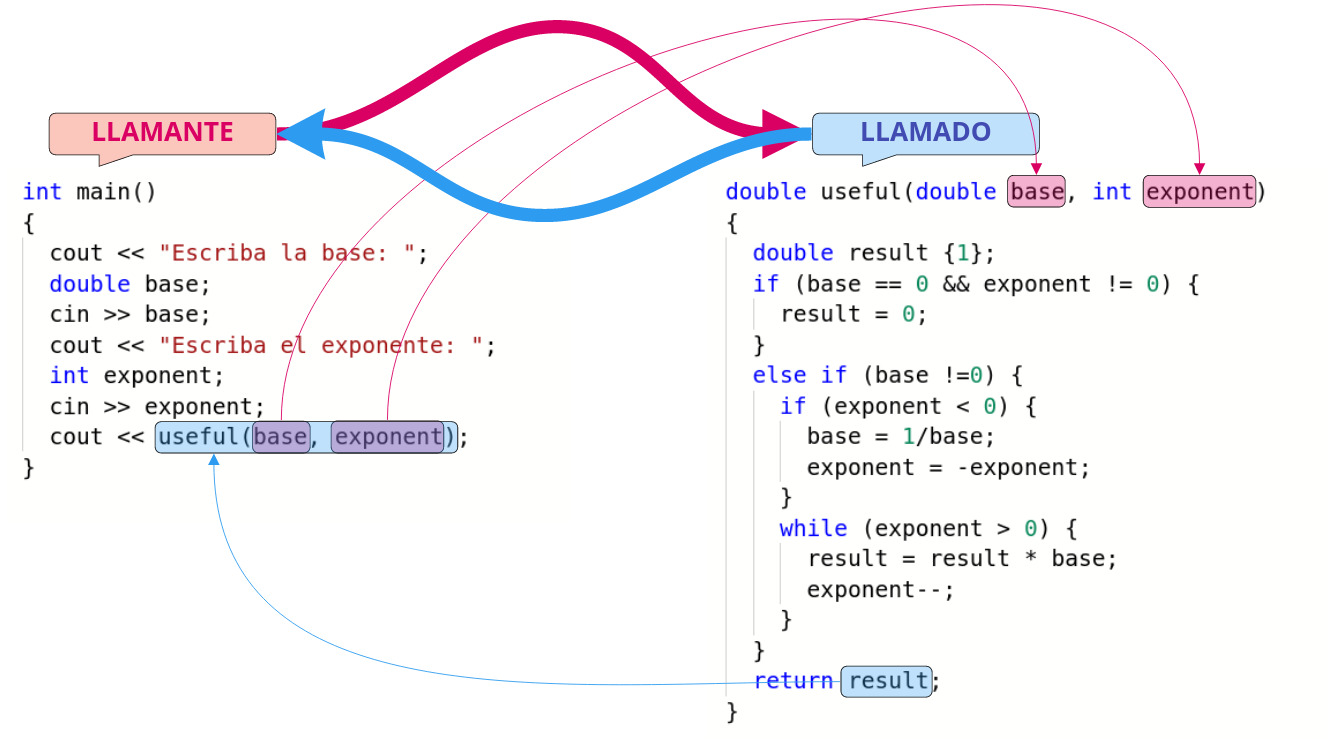 LLAMANTE
int main()
{
cout << "Escriba la base: ";
double base;
cin >> base;
cout << "Escriba el exponente: ";
int exponent;
cin >> exponent;
cout << useful(base, exponent);
}
LLAMADO
double useful(double base, int exponent)
{
double result {1};
if (base == 0 && exponent != 0) {
result = 0;
}
else if (base !=0) {
if (exponent < 0) {
base = 1/base;
exponent = -exponent;
}
while (exponent > 0) {
result = result * base;
exponent--;
}
}
return result;
}